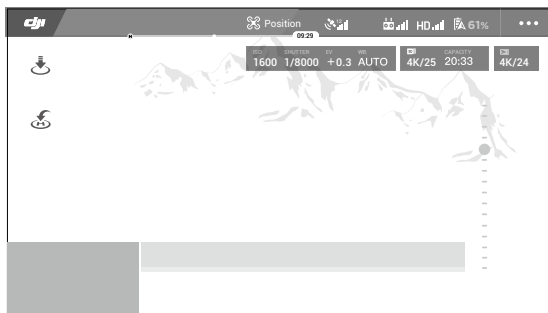 dji Position HD 61%
09:29
ISO SHUTTER EV WB CAPACITY
1600 1/8000 +0.3 AUTO 4K/25 20:33 4K/24
H